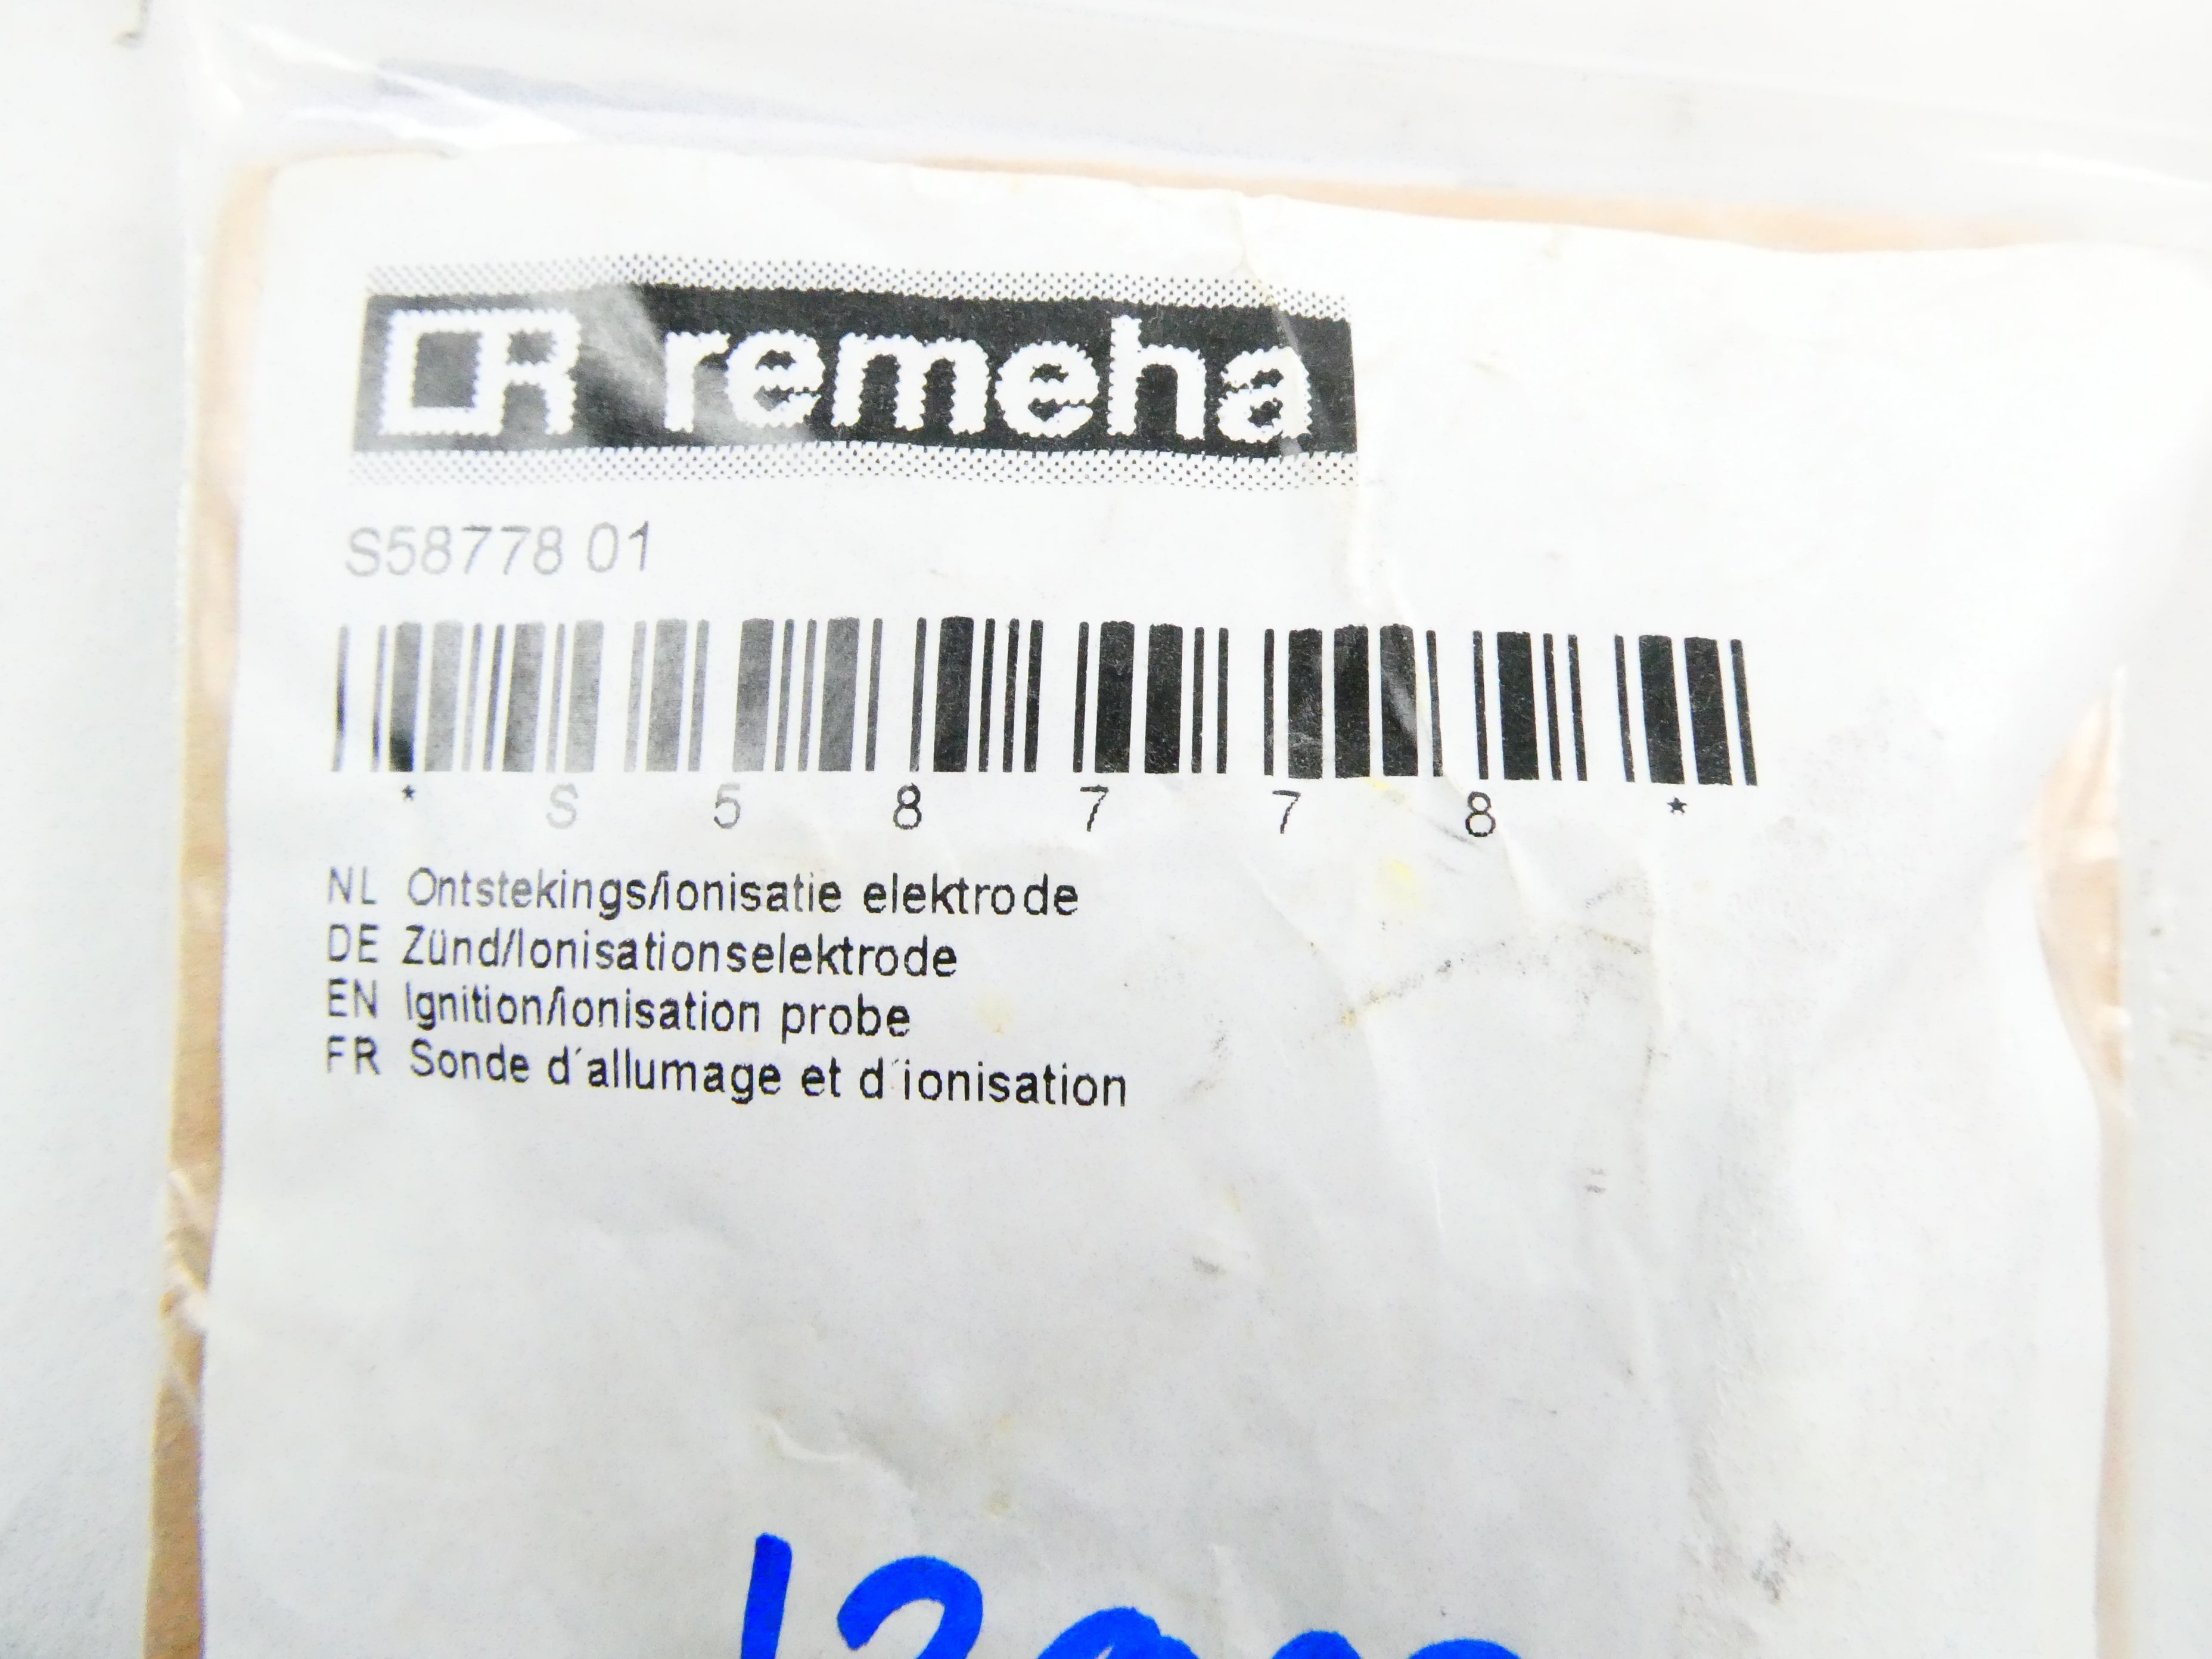 R remeha
S58778 01
* S 5 8 7 7 8 *
NL Ontstekings/ionisatie elektrode
DE Zünd/Ionisationselektrode
EN Ignition/ionisation probe
FR Sonde d´allumage et d´ionisation